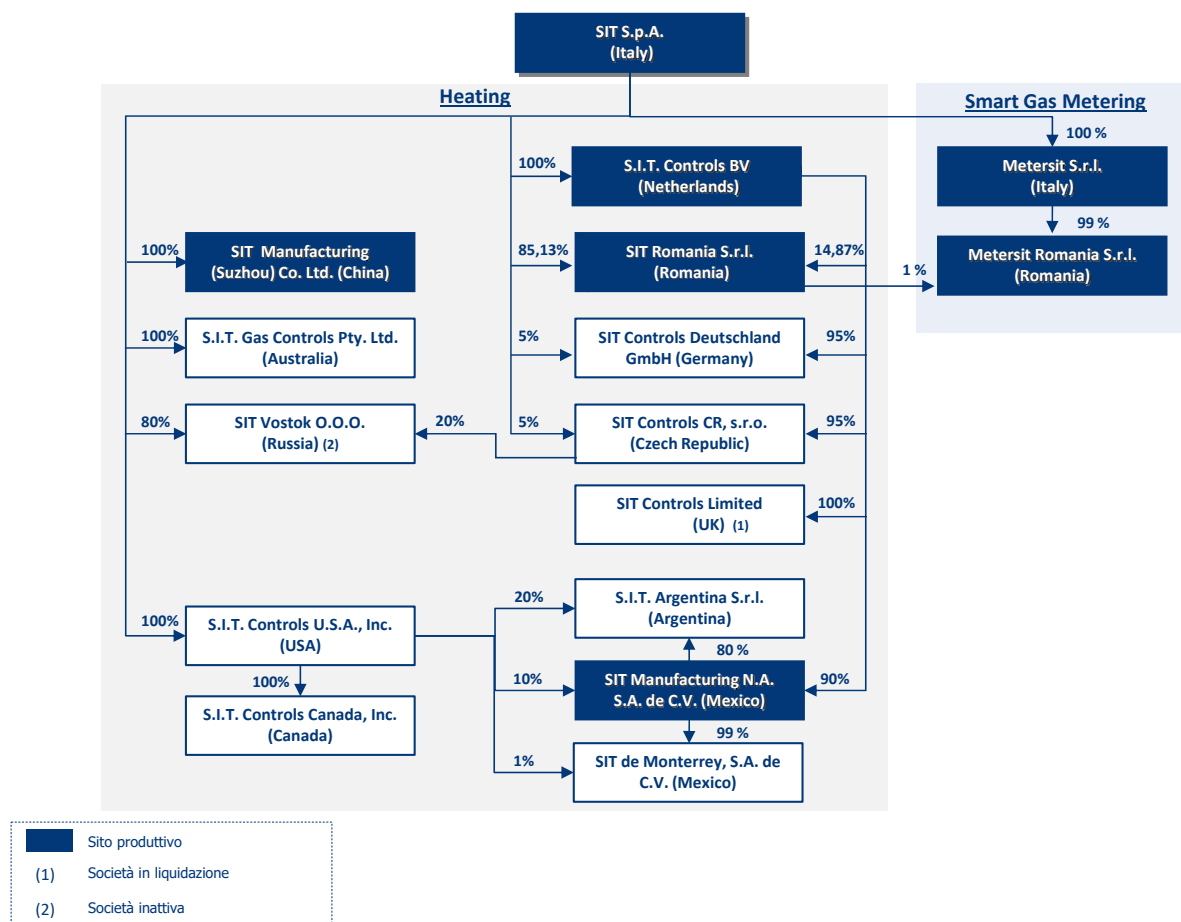 SIT S.p.A.
(Italy)
Heating
Smart Gas Metering
100 %
100%
S.I.T. Controls BV
(Netherlands)
Metersit S.r.l.
(Italy)
99 %
100%
SIT Manufacturing
(Suzhou) Co. Ltd. (China)
85,13%
SIT Romania S.r.l.
(Romania)
14,87%
1 %
Metersit Romania S.r.l.
(Romania)
100%
S.I.T. Gas Controls Pty. Ltd.
(Australia)
5%
SIT Controls Deutschland
GmbH (Germany)
95%
80%
SIT Vostok O.O.O.
(Russia) (2)
20%
5%
SIT Controls CR, s.r.o.
(Czech Republic)
95%
SIT Controls Limited
(UK) (1)
100%
100%
S.I.T. Controls U.S.A., Inc.
(USA)
20%
S.I.T. Argentina S.r.l.
(Argentina)
80 %
100%
10%
SIT Manufacturing N.A.
S.A. de C.V. (Mexico)
90%
S.I.T. Controls Canada, Inc.
(Canada)
99 %
1%
SIT de Monterrey, S.A. de
C.V. (Mexico)
Sito produttivo
(1) Società in liquidazione
(2) Società inattiva